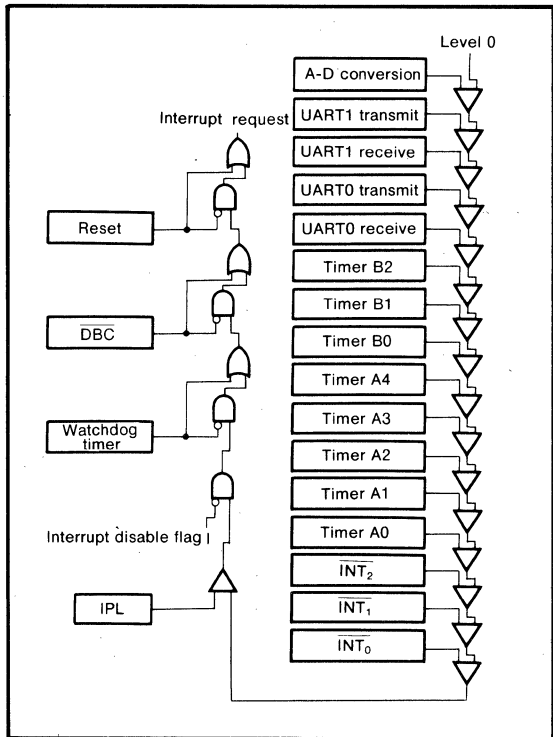 Level 0
A-D conversion
Interrupt request
UART1 transmit
UART1 receive
UART0 transmit
Reset
UART0 receive
Timer B2
DBC
Timer B1
Timer B0
Timer A4
Watchdog
timer
Timer A3
Timer A2
Timer A1
Interrupt disable flag I
Timer A0
INT₂
IPL
INT₁
INT₀